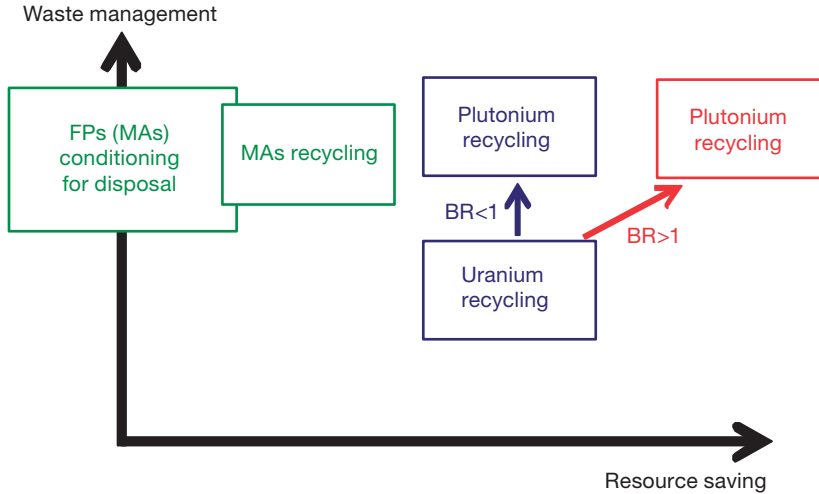 Waste management
FPs (MAs)
conditioning
for disposal
MAs recycling
Plutonium
recycling
Plutonium
recycling
BR<1
BR>1
Uranium
recycling
Resource saving